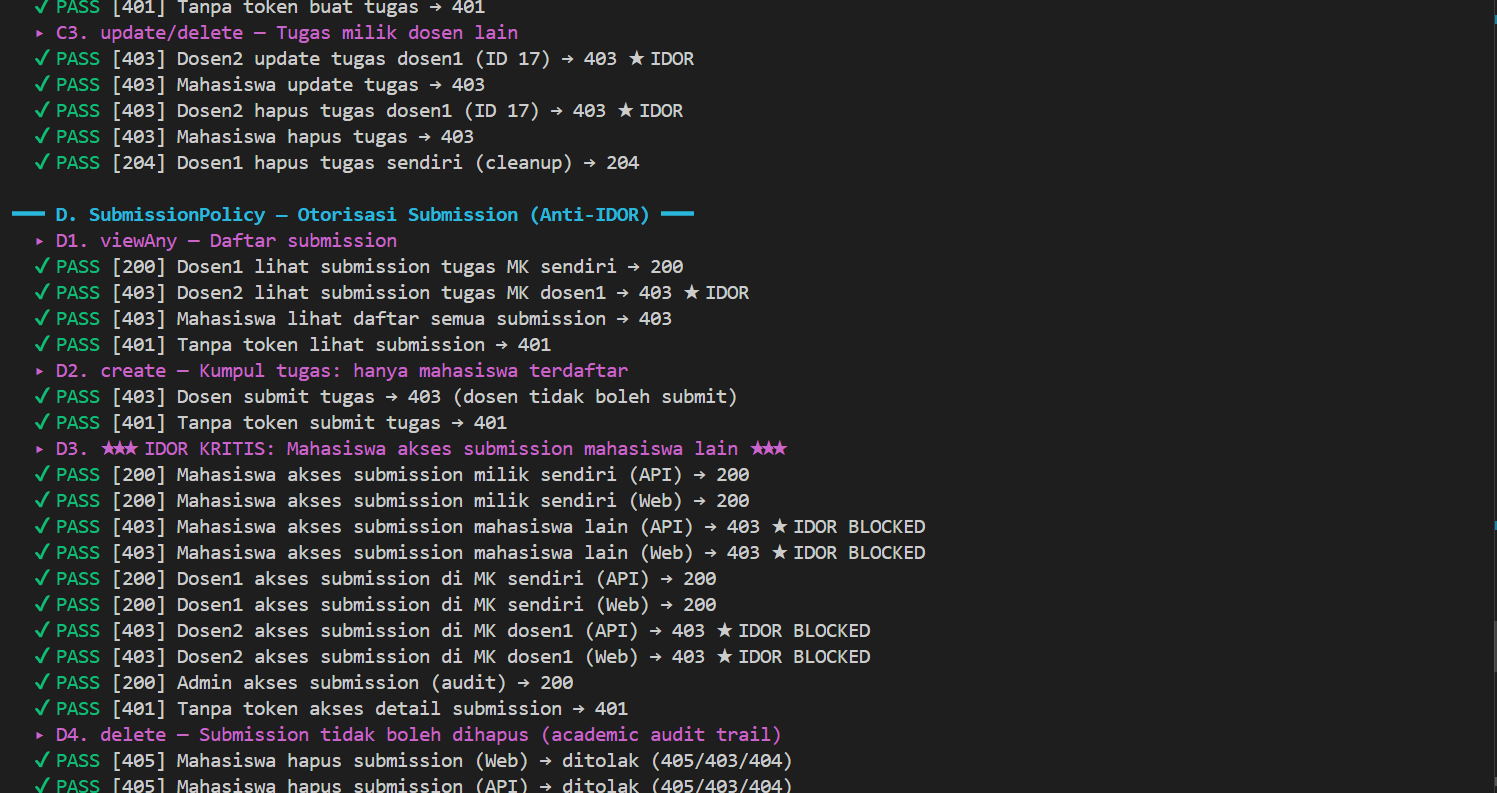 ✓ PASS [401] Tanpa token buat tugas → 401
▸ C3. update/delete — Tugas milik dosen lain
✓ PASS [403] Dosen2 update tugas dosen1 (ID 17) → 403 ★ IDOR
✓ PASS [403] Mahasiswa update tugas → 403
✓ PASS [403] Dosen2 hapus tugas dosen1 (ID 17) → 403 ★ IDOR
✓ PASS [403] Mahasiswa hapus tugas → 403
✓ PASS [204] Dosen1 hapus tugas sendiri (cleanup) → 204
━━━ D. SubmissionPolicy — Otorisasi Submission (Anti-IDOR) ━━━
▸ D1. viewAny — Daftar submission
✓ PASS [200] Dosen1 lihat submission tugas MK sendiri → 200
✓ PASS [403] Dosen2 lihat submission tugas MK dosen1 → 403 ★ IDOR
✓ PASS [403] Mahasiswa lihat daftar semua submission → 403
✓ PASS [401] Tanpa token lihat submission → 401
▸ D2. create — Kumpul tugas: hanya mahasiswa terdaftar
✓ PASS [403] Dosen submit tugas → 403 (dosen tidak boleh submit)
✓ PASS [401] Tanpa token submit tugas → 401
▸ D3. ★★★ IDOR KRITIS: Mahasiswa akses submission mahasiswa lain ★★★
✓ PASS [200] Mahasiswa akses submission milik sendiri (API) → 200
✓ PASS [200] Mahasiswa akses submission milik sendiri (Web) → 200
✓ PASS [403] Mahasiswa akses submission mahasiswa lain (API) → 403 ★ IDOR BLOCKED
✓ PASS [403] Mahasiswa akses submission mahasiswa lain (Web) → 403 ★ IDOR BLOCKED
✓ PASS [200] Dosen1 akses submission di MK sendiri (API) → 200
✓ PASS [200] Dosen1 akses submission di MK sendiri (Web) → 200
✓ PASS [403] Dosen2 akses submission di MK dosen1 (API) → 403 ★ IDOR BLOCKED
✓ PASS [403] Dosen2 akses submission di MK dosen1 (Web) → 403 ★ IDOR BLOCKED
✓ PASS [200] Admin akses submission (audit) → 200
✓ PASS [401] Tanpa token akses detail submission → 401
▸ D4. delete — Submission tidak boleh dihapus (academic audit trail)
✓ PASS [405] Mahasiswa hapus submission (Web) → ditolak (405/403/404)
✓ PASS [405] Mahasiswa hapus submission (API) → ditolak (405/403/404)